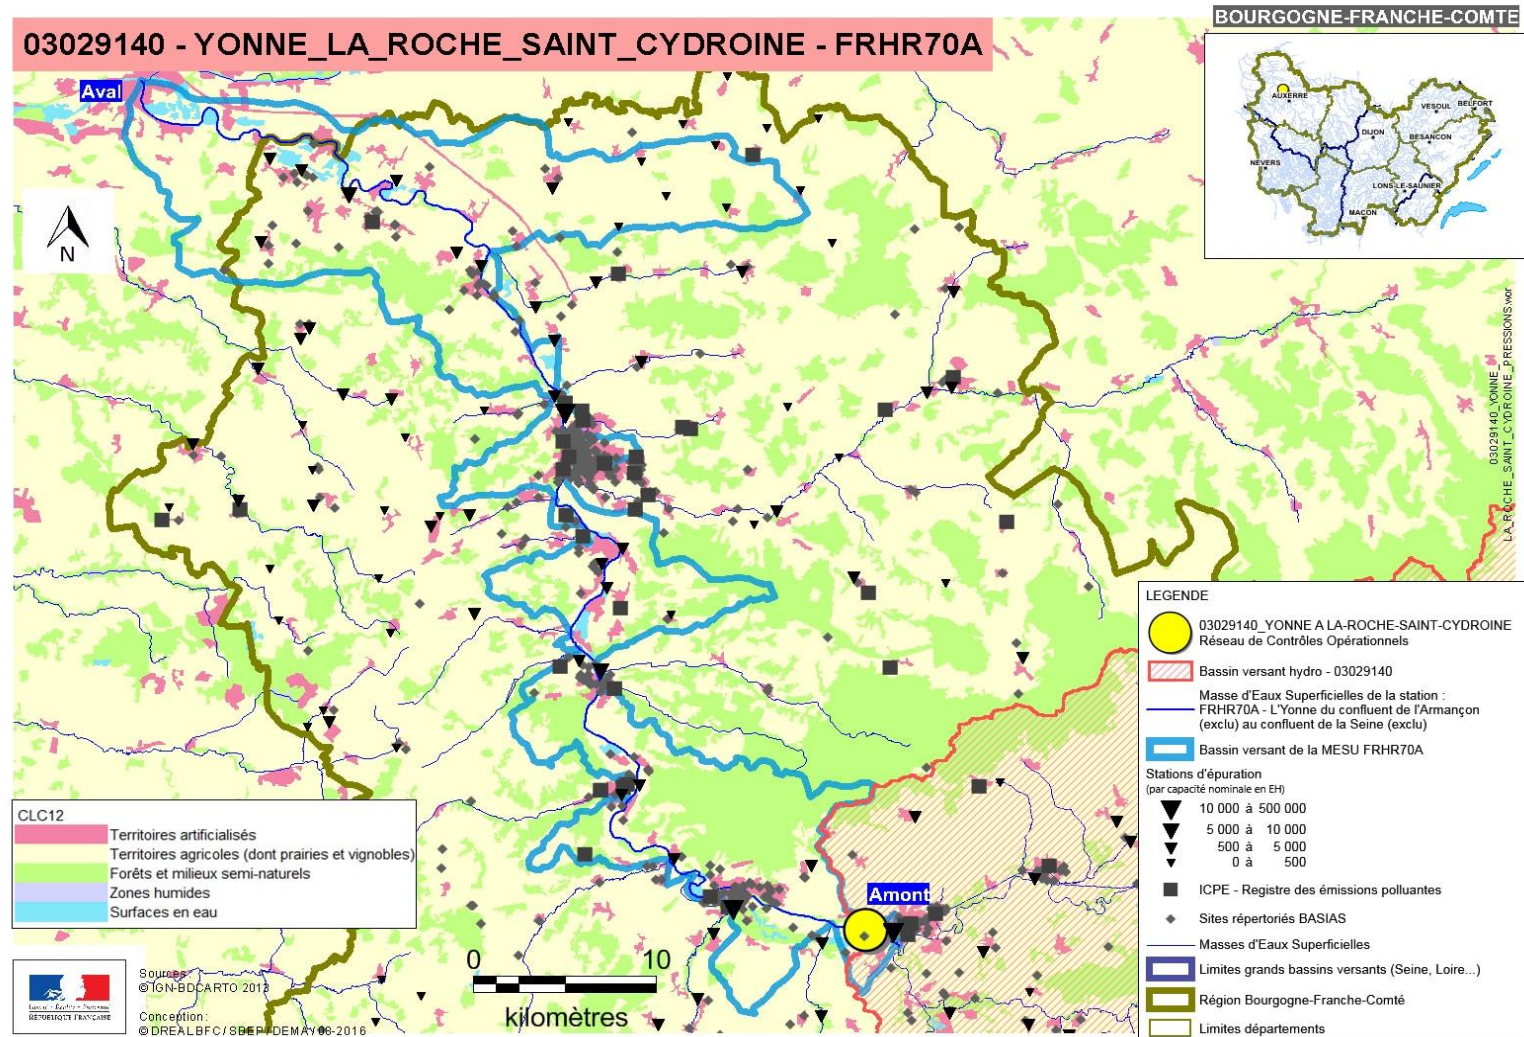 BOURGOGNE-FRANCHE-COMTE
03029140 - YONNE_LA_ROCHE_SAINT_CYDROINE - FRHR70A
Aval
N
AUXERRE
VESOUL
BELFORT
DIJON
BESANCON
NEVERS
LONS-LE-SAUNIER
MACON
03029140_YONNE_
LA_ROCHE_SAINT_CYDROINE_PRESSIONS.wor
LEGENDE
03029140_YONNE A LA-ROCHE-SAINT-CYDROINE
Réseau de Contrôles Opérationnels
Bassin versant hydro - 03029140
Masse d'Eaux Superficielles de la station :
FRHR70A - L'Yonne du confluent de l'Armançon
(exclu) au confluent de la Seine (exclu)
Bassin versant de la MESU FRHR70A
Stations d'épuration
(par capacité nominale en EH)
10 000 à 500 000
5 000 à 10 000
500 à 5 000
0 à 500
ICPE - Registre des émissions polluantes
Sites répertoriés BASIAS
Masses d'Eaux Superficielles
Limites grands bassins versants (Seine, Loire...)
Région Bourgogne-Franche-Comté
Limites départements
CLC12
Territoires artificialisés
Territoires agricoles (dont prairies et vignobles)
Forêts et milieux semi-naturels
Zones humides
Surfaces en eau
Amont
0 10
kilomètres
Liberté • Égalité • Fraternité
RÉPUBLIQUE FRANÇAISE
Sources :
© IGN-BDCARTO 2013
Conception :
© DREAL BFC / SBEP / DEMA / 08-2016